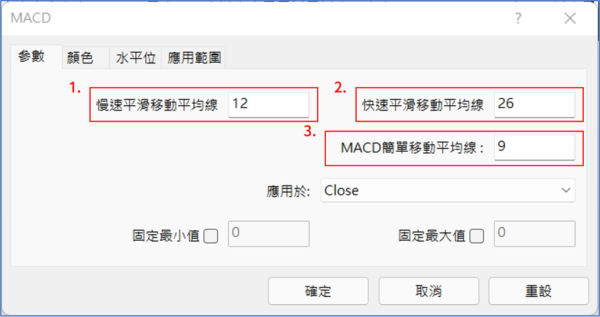 MACD ? ×
參數 顏色 水平位 應用範圍
1. 慢速平滑移動平均線 12 2. 快速平滑移動平均線 26
3. MACD簡單移動平均線: 9
應用於: Close
固定最小值 0 固定最大值 0
確定 取消 重設